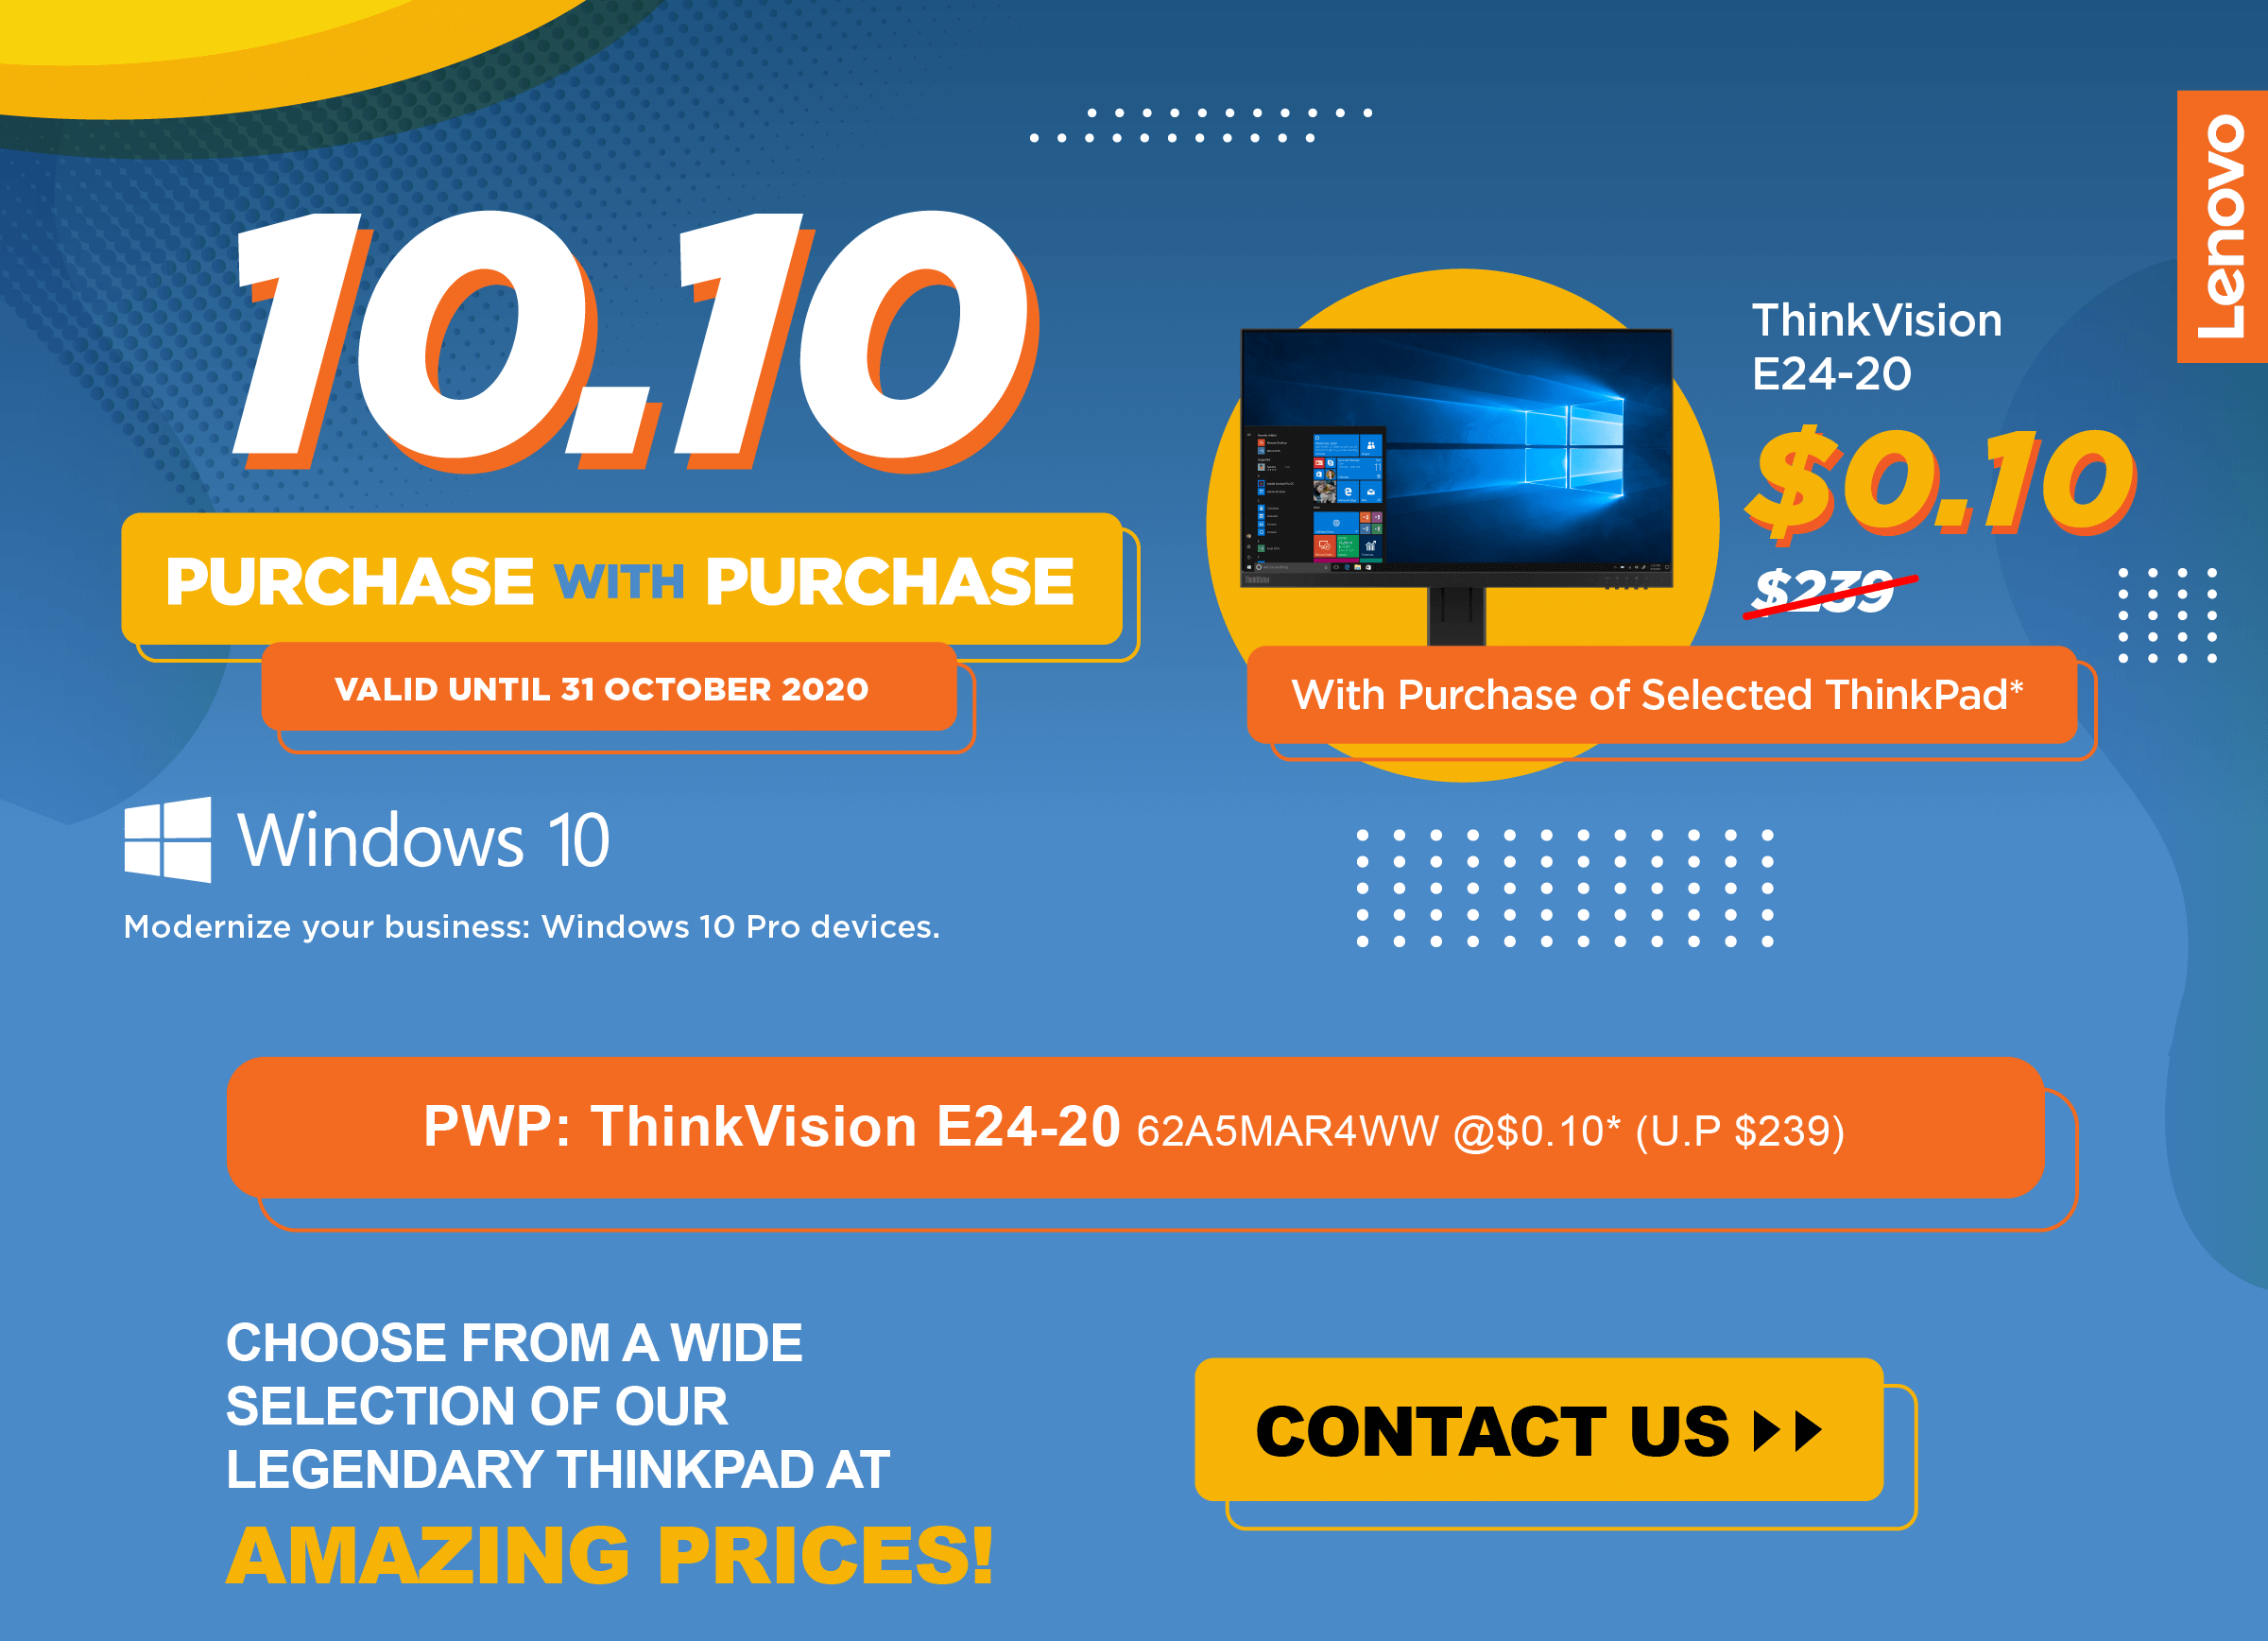 Lenovo
10.10
PURCHASE WITH PURCHASE
VALID UNTIL 31 OCTOBER 2020
ThinkVision
E24-20
$0.10
$239
With Purchase of Selected ThinkPad*
Windows 10
Modernize your business: Windows 10 Pro devices.
PWP: ThinkVision E24-20 62A5MAR4WW @$0.10* (U.P $239)
CHOOSE FROM A WIDE
SELECTION OF OUR
LEGENDARY THINKPAD AT
AMAZING PRICES!
CONTACT US